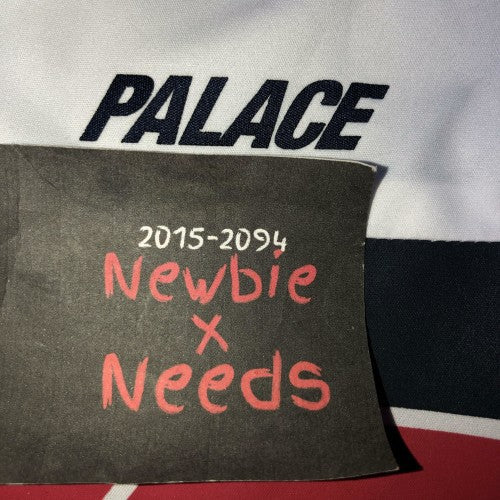 PALACE
2015-2094
Newbie
x
Needs